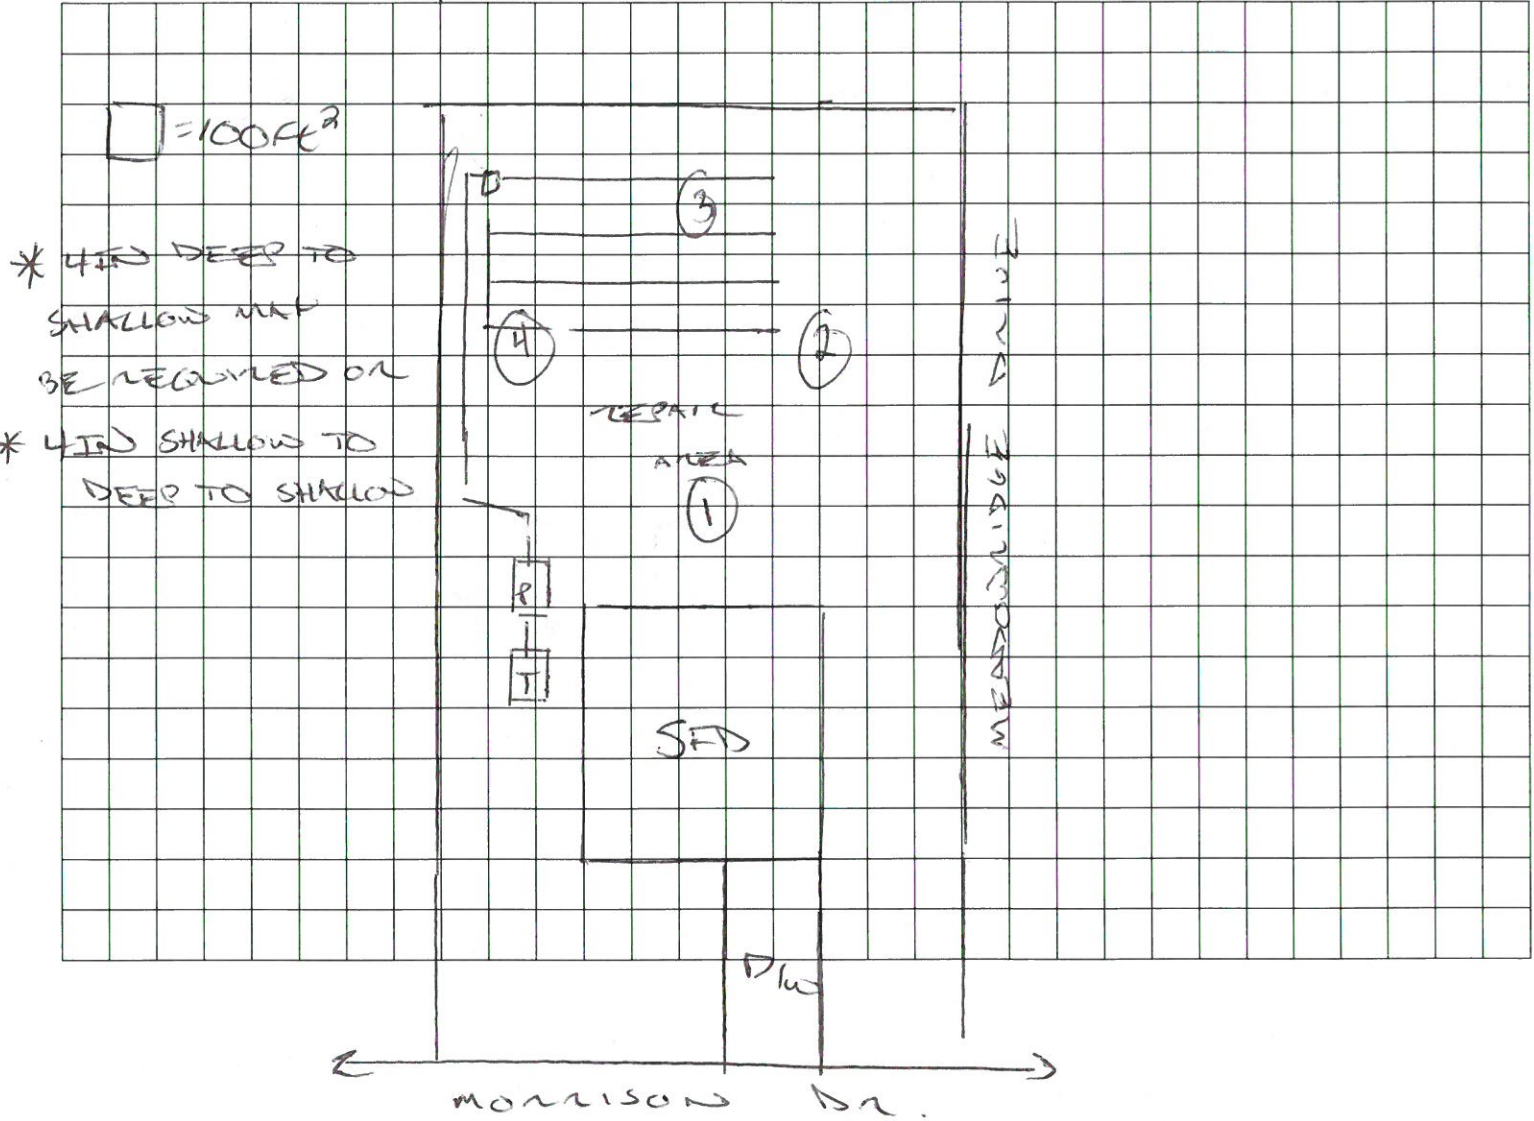 =100Ft²
* 4IN DEEP TO
SHALLOW MAY
BE REQUIRED OR
* 4IN SHALLOW TO
DEEP TO SHALLOW
3
4
2
REPAIR
AREA
1
P
T
SFD
D/W
MEADOWRIDGE DRIVE
MORRISON DR.